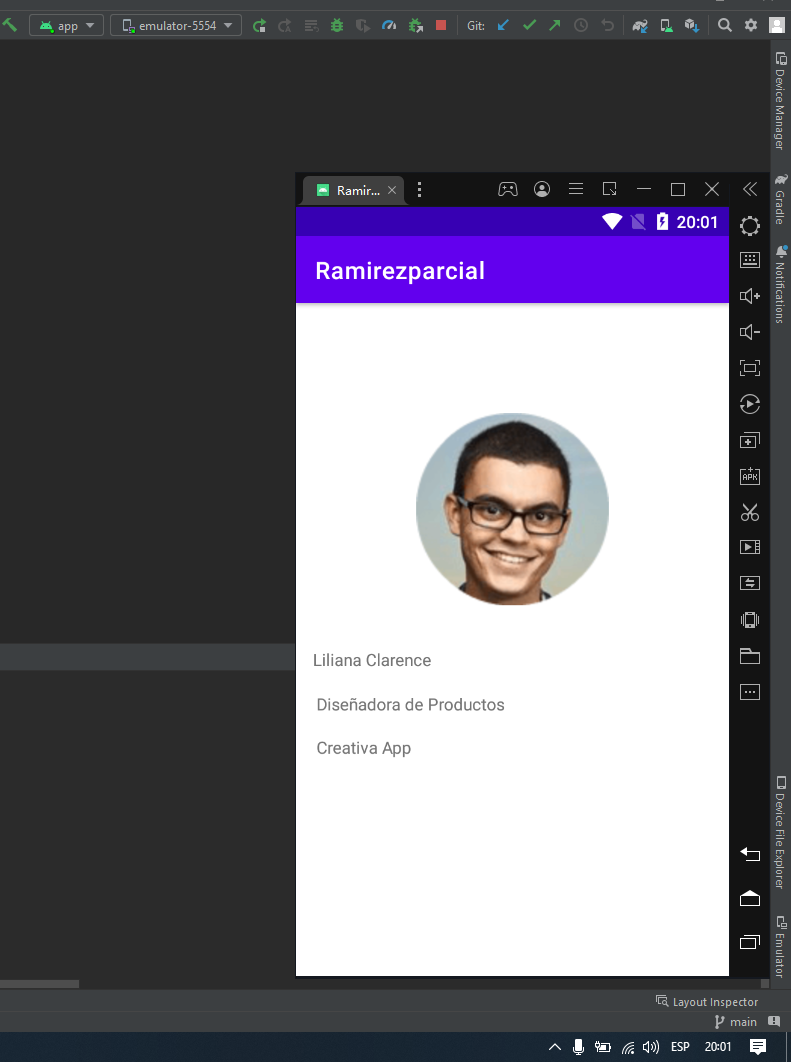 app
emulator-5554
Git:
Device Manager
Gradle
Notifications
Ramir...
20:01
Ramirezparcial
APK
Liliana Clarence
Diseñadora de Productos
Creativa App
Device File Explorer
Emulator
Layout Inspector
main
ESP
20:01